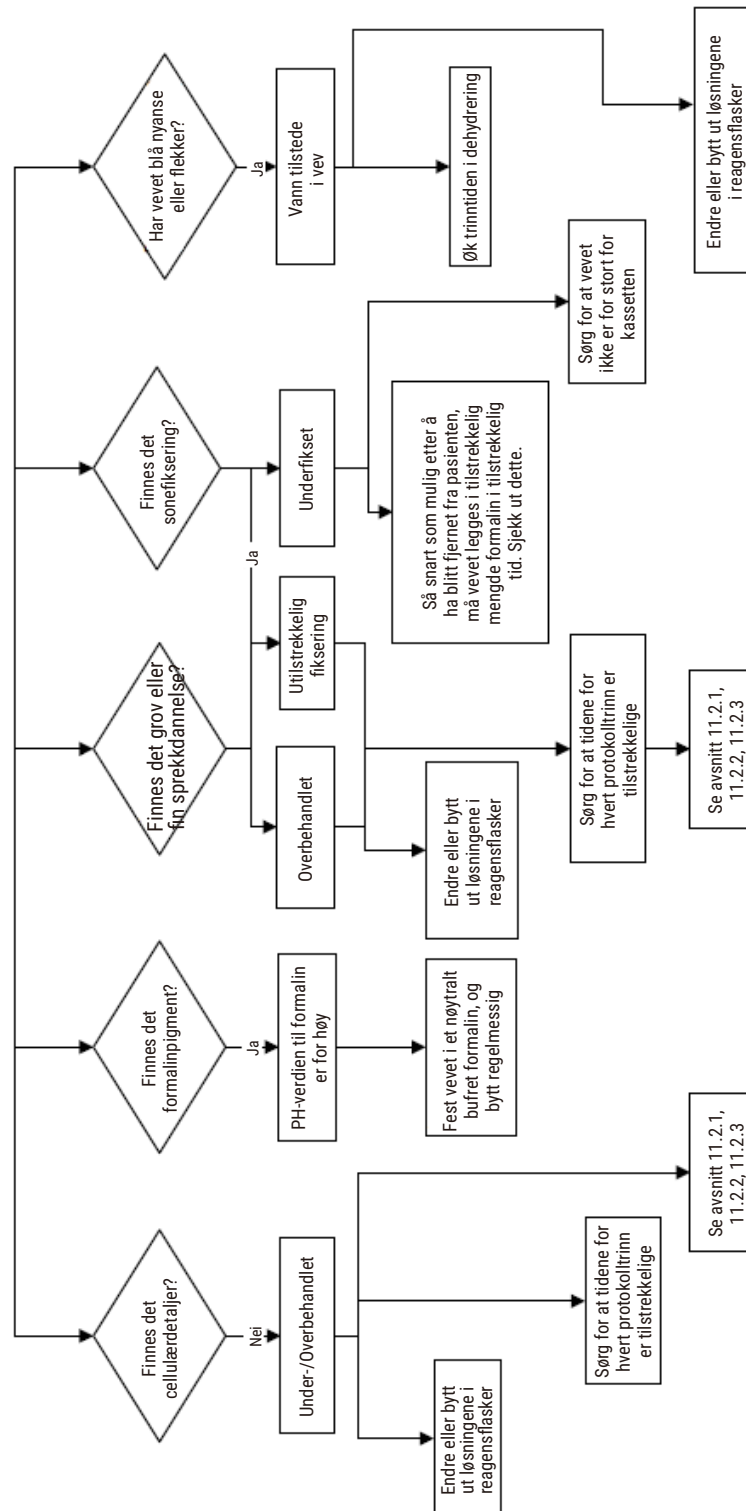 Finnes det
cellulærdetaljer?
Nei
Under-/Overbehandlet
Endre eller bytt
ut løsningene i
reagensflasker
Sørg for at tidene for
hvert protokolltrinn
er tilstrekkelige
Se avsnitt 11.2.1,
11.2.2, 11.2.3
Finnes det
formalinpigment?
Ja
PH-verdien til formalin
er for høy
Fest vevet i et nøytralt
bufret formalin, og
bytt regelmessig
Finnes det grov eller
fin sprekkdannelse?
Overbehandlet
Utilstrekkelig
fiksering
Endre eller bytt
ut løsningene i
reagensflasker
Sørg for at tidene for
hvert protokolltrinn er
tilstrekkelige
Se avsnitt 11.2.1,
11.2.2, 11.2.3
Finnes det
sonefiksering?
Ja
Underfikset
Så snart som mulig etter å
ha blitt fjernet fra pasienten,
må vevet legges i tilstrekkelig
mengde formalin i tilstrekkelig
tid. Sjekk ut dette.
Sørg for at vevet
ikke er for stort for
kassetten
Har vevet blå nyanse
eller flekker?
Ja
Vann tilstede
i vev
Øk trinntiden i dehydrering
Endre eller bytt ut løsningene
i reagensflasker